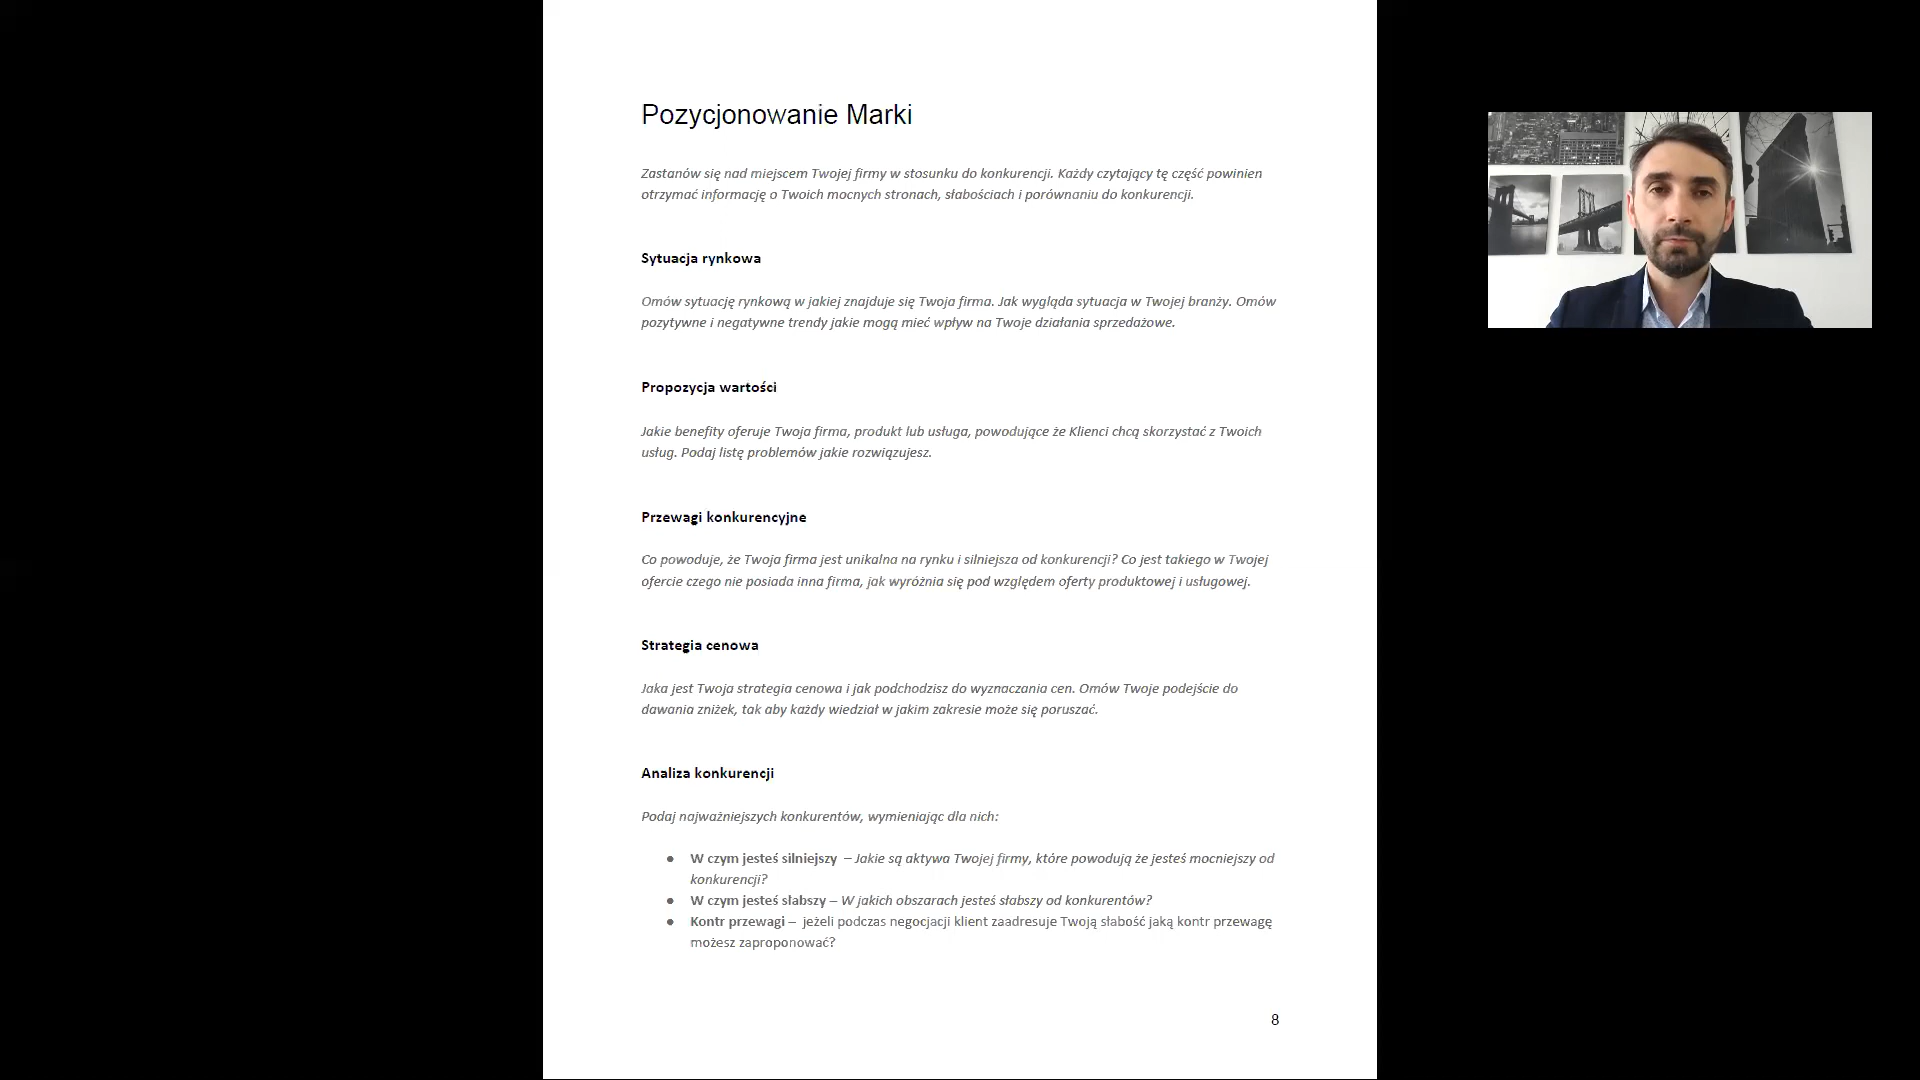 Pozycjonowanie Marki
Zastanów się nad miejscem Twojej firmy w stosunku do konkurencji. Każdy czytający tę część powinien
otrzymać informację o Twoich mocnych stronach, słabościach i porównaniu do konkurencji.
Sytuacja rynkowa
Omów sytuację rynkową w jakiej znajduje się Twoja firma. Jak wygląda sytuacja w Twojej branży. Omów
pozytywne i negatywne trendy jakie mogą mieć wpływ na Twoje działania sprzedażowe.
Propozycja wartości
Jakie benefity oferuje Twoja firma, produkt lub usługa, powodujące że Klienci chcą skorzystać z Twoich
usług. Podaj listę problemów jakie rozwiązujesz.
Przewagi konkurencyjne
Co powoduje, że Twoja firma jest unikalna na rynku i silniejsza od konkurencji? Co jest takiego w Twojej
ofercie czego nie posiada inna firma, jak wyróżnia się pod względem oferty produktowej i usługowej.
Strategia cenowa
Jaka jest Twoja strategia cenowa i jak podchodzisz do wyznaczania cen. Omów Twoje podejście do
dawania zniżek, tak aby każdy wiedział w jakim zakresie może się poruszać.
Analiza konkurencji
Podaj najważniejszych konkurentów, wymieniając dla nich:
● W czym jesteś silniejszy – Jakie są aktywa Twojej firmy, które powodują że jesteś mocniejszy od
konkurencji?
● W czym jesteś słabszy – W jakich obszarach jesteś słabszy od konkurentów?
● Kontr przewagi – jeżeli podczas negocjacji klient zaadresuje Twoją słabość jaką kontr przewagę
możesz zaproponować?
8